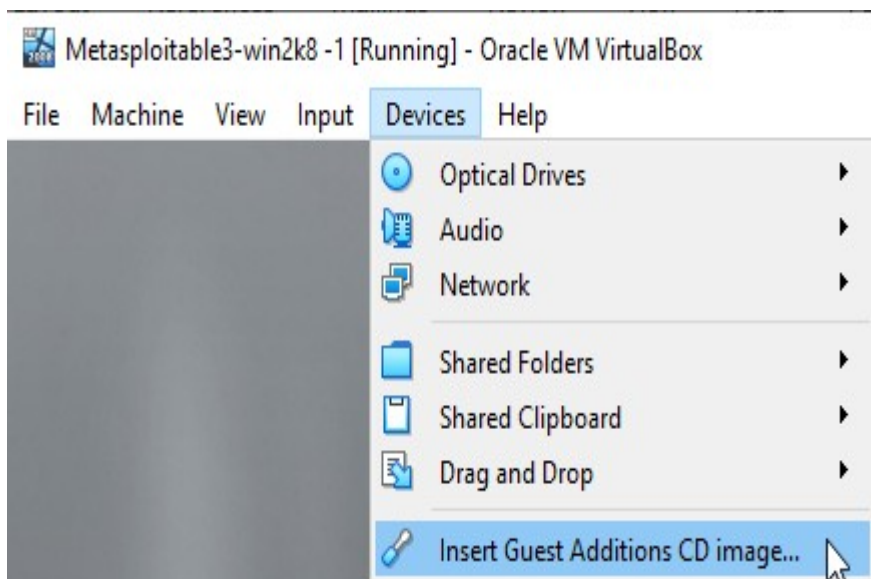 Metasploitable3-win2k8 -1 [Running] - Oracle VM VirtualBox
File Machine View Input Devices Help
Optical Drives
Audio
Network
Shared Folders
Shared Clipboard
Drag and Drop
Insert Guest Additions CD image...